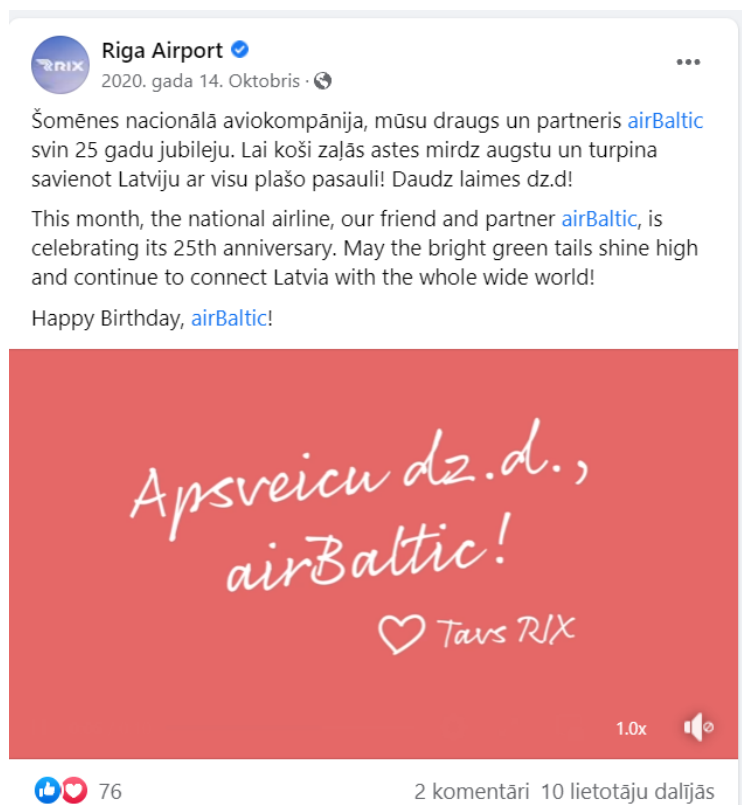 RIX
Riga Airport
2020. gada 14. Oktobris ·
Šomēnes nacionālā aviokompānija, mūsu draugs un partneris airBaltic
svin 25 gadu jubileju. Lai koši zaļās astes mirdz augstu un turpina
savienot Latviju ar visu plašo pasauli! Daudz laimes dz.d!
This month, the national airline, our friend and partner airBaltic, is
celebrating its 25th anniversary. May the bright green tails shine high
and continue to connect Latvia with the whole wide world!
Happy Birthday, airBaltic!
Apsveicu dz.d.,
airBaltic!
Tavs RIX
1.0x
76
2 komentāri 10 lietotāju dalījās